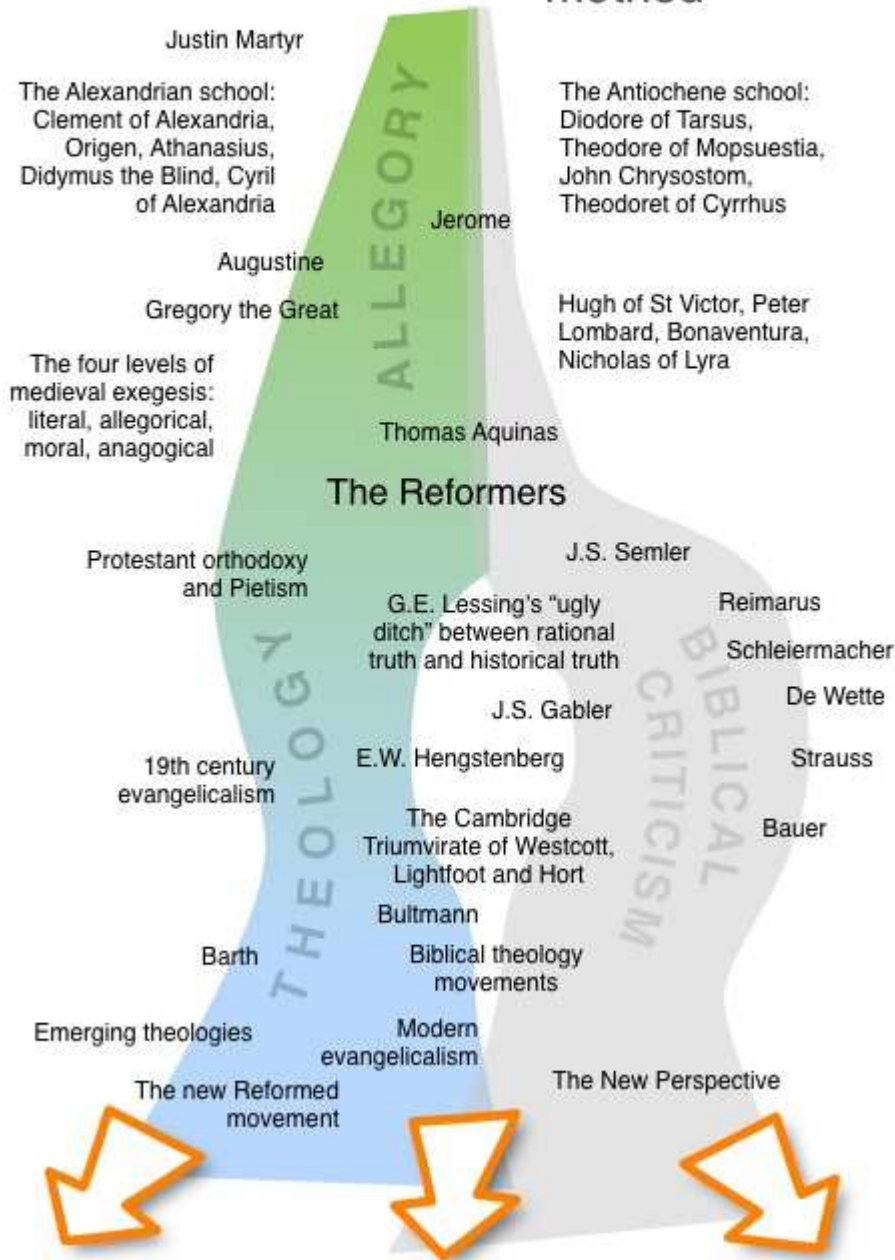 method
Justin Martyr
The Alexandrian school:
Clement of Alexandria,
Origen, Athanasius,
Didymus the Blind, Cyril
of Alexandria
The Antiochene school:
Diodore of Tarsus,
Theodore of Mopsuestia,
John Chrysostom,
Theodoret of Cyrrhus
ALLEGORY
Jerome
Augustine
Gregory the Great
Hugh of St Victor, Peter
Lombard, Bonaventura,
Nicholas of Lyra
The four levels of
medieval exegesis:
literal, allegorical,
moral, anagogical
Thomas Aquinas
The Reformers
Protestant orthodoxy
and Pietism
J.S. Semler
G.E. Lessing's “ugly
ditch” between rational
truth and historical truth
Reimarus
Schleiermacher
De Wette
J.S. Gabler
THEOLOGY
BIBLICAL
CRITICISM
19th century
evangelicalism
E.W. Hengstenberg
Strauss
The Cambridge
Triumvirate of Westcott,
Lightfoot and Hort
Bauer
Bultmann
Barth
Biblical theology
movements
Emerging theologies
Modern
evangelicalism
The new Reformed
movement
The New Perspective